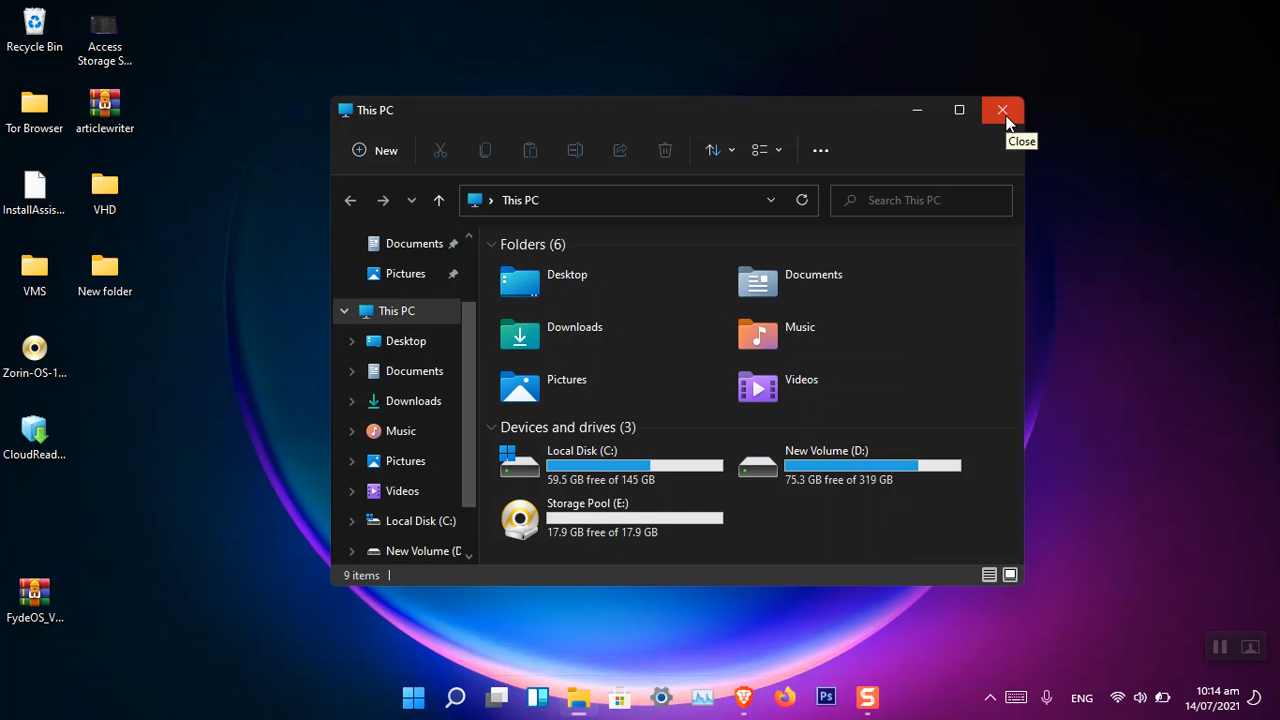 Recycle Bin
Access
Storage S...
Tor Browser
articlewriter
InstallAssis...
VHD
VMS
New folder
Zorin-OS-1...
CloudRead...
FydeOS_V...
This PC
Close
New
This PC
Search This PC
Documents
Pictures
This PC
Desktop
Documents
Downloads
Music
Pictures
Videos
Local Disk (C:)
New Volume (D
Folders (6)
Desktop
Documents
Downloads
Music
Pictures
Videos
Devices and drives (3)
Local Disk (C:)
59.5 GB free of 145 GB
New Volume (D:)
75.3 GB free of 319 GB
Storage Pool (E:)
17.9 GB free of 17.9 GB
9 items
Ps
S
ENG
10:14 am
14/07/2021